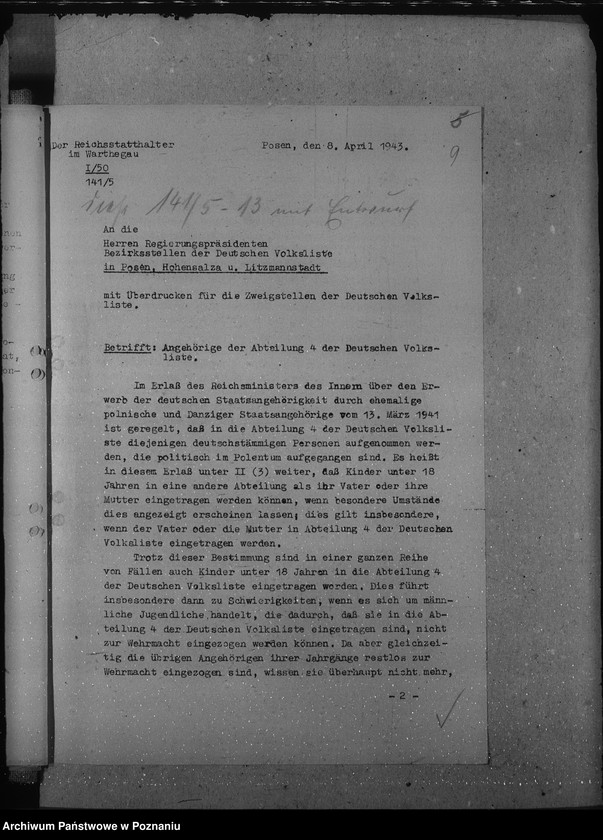 8
9
Der Reichsstatthalter
im Warthegau
I/50
141/5
Posen, den 8. April 1943.
141/5 - 13 mit Entwurf
An die
Herren Regierungspräsidenten
Bezirksstellen der Deutschen Volksliste
in Posen, Hohensalza u. Litzmannstadt
mit Überdrucken für die Zweigstellen der Deutschen Volks-
liste.
Betrifft: Angehörige der Abteilung 4 der Deutschen Volks-
liste.
Im Erlaß des Reichsministers des Innern über den Er-
werb der deutschen Staatsangehörigkeit durch ehemalige
polnische und Danziger Staatsangehörige vom 13. März 1941
ist geregelt, daß in die Abteilung 4 der Deutschen Volksli-
ste diejenigen deutschstämmigen Personen aufgenommen wer-
den, die politisch im Polentum aufgegangen sind. Es heißt
in diesem Erlaß unter II (3) weiter, daß Kinder unter 18
Jahren in eine andere Abteilung als ihr Vater oder ihre
Mutter eingetragen werden können, wenn besondere Umstände
dies angezeigt erscheinen lassen; dies gilt insbesondere,
wenn der Vater oder die Mutter in Abteilung 4 der Deutschen
Volksliste eingetragen werden.
Trotz dieser Bestimmung sind in einer ganzen Reihe
von Fällen auch Kinder unter 18 Jahren in die Abteilung 4
der Deutschen Volksliste eingetragen worden. Dies führt
insbesondere dann zu Schwierigkeiten, wenn es sich um männ-
liche Jugendliche handelt, die dadurch, daß sie in die Ab-
teilung 4 der Deutschen Volksliste eingetragen sind, nicht
zur Wehrmacht eingezogen werden können. Da aber gleichzei-
tig die übrigen Angehörigen ihrer Jahrgänge restlos zur
Wehrmacht eingezogen sind, wissen sie überhaupt nicht mehr,
- 2 -
Archiwum Państwowe w Poznaniu